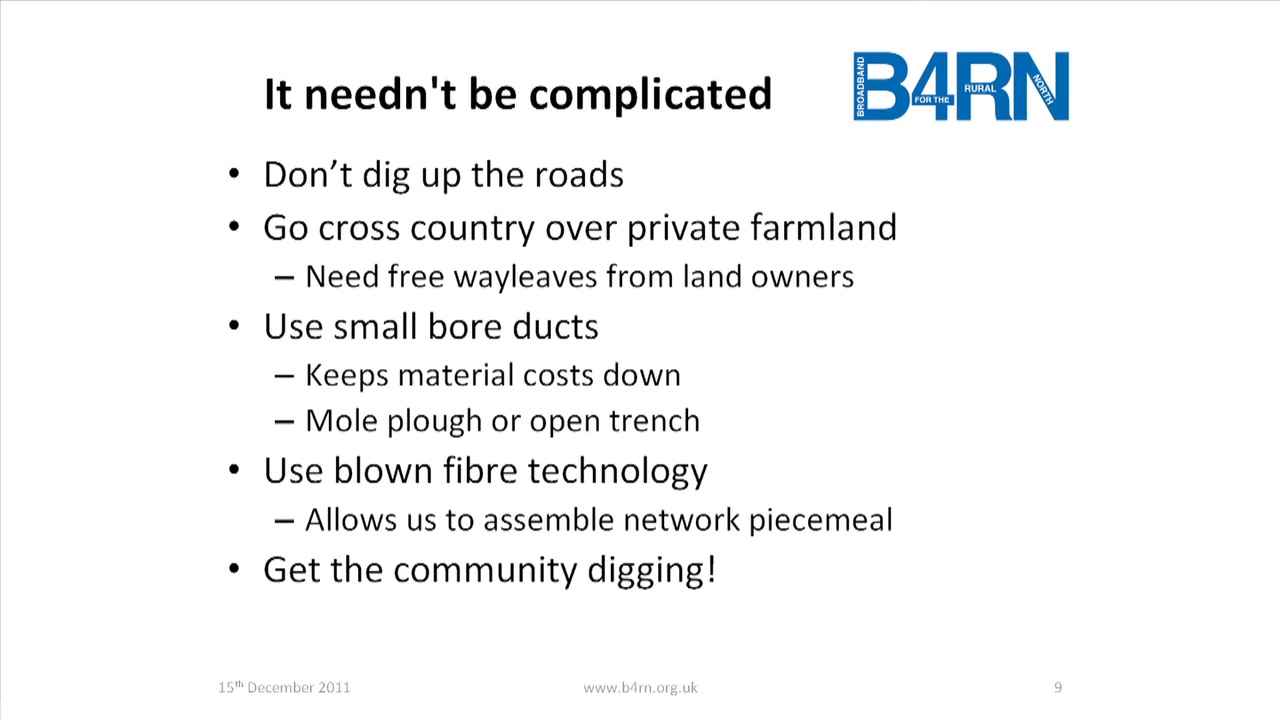 It needn't be complicated
BROADBAND B4RN FOR THE RURAL NORTH
• Don’t dig up the roads
• Go cross country over private farmland
– Need free wayleaves from land owners
• Use small bore ducts
– Keeps material costs down
– Mole plough or open trench
• Use blown fibre technology
– Allows us to assemble network piecemeal
• Get the community digging!
15th December 2011 www.b4rn.org.uk 9